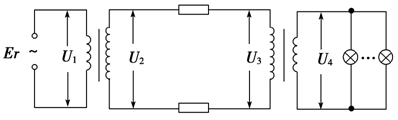 Er ~ U₁ U₂ U₃ U₄